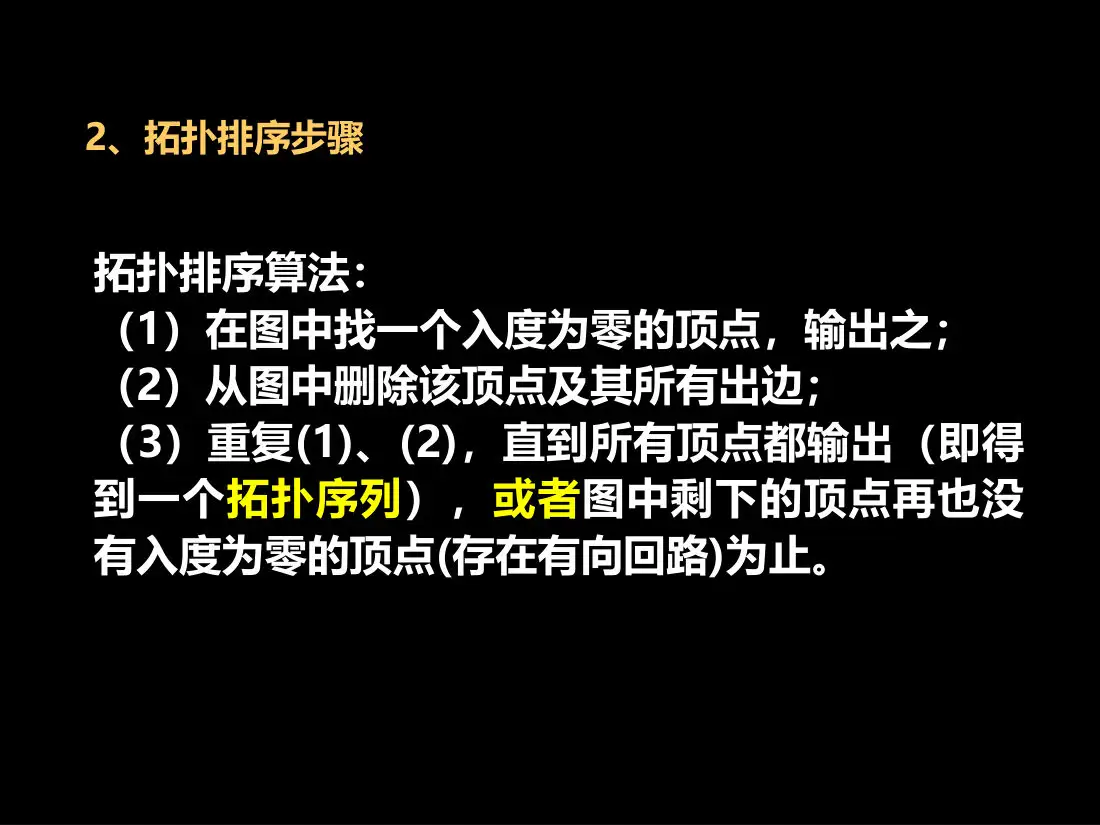 2、拓扑排序步骤
拓扑排序算法：
（1）在图中找一个入度为零的顶点，输出之；
（2）从图中删除该顶点及其所有出边；
（3）重复(1)、(2)，直到所有顶点都输出（即得
到一个拓扑序列），或者图中剩下的顶点再也没
有入度为零的顶点(存在有向回路)为止。